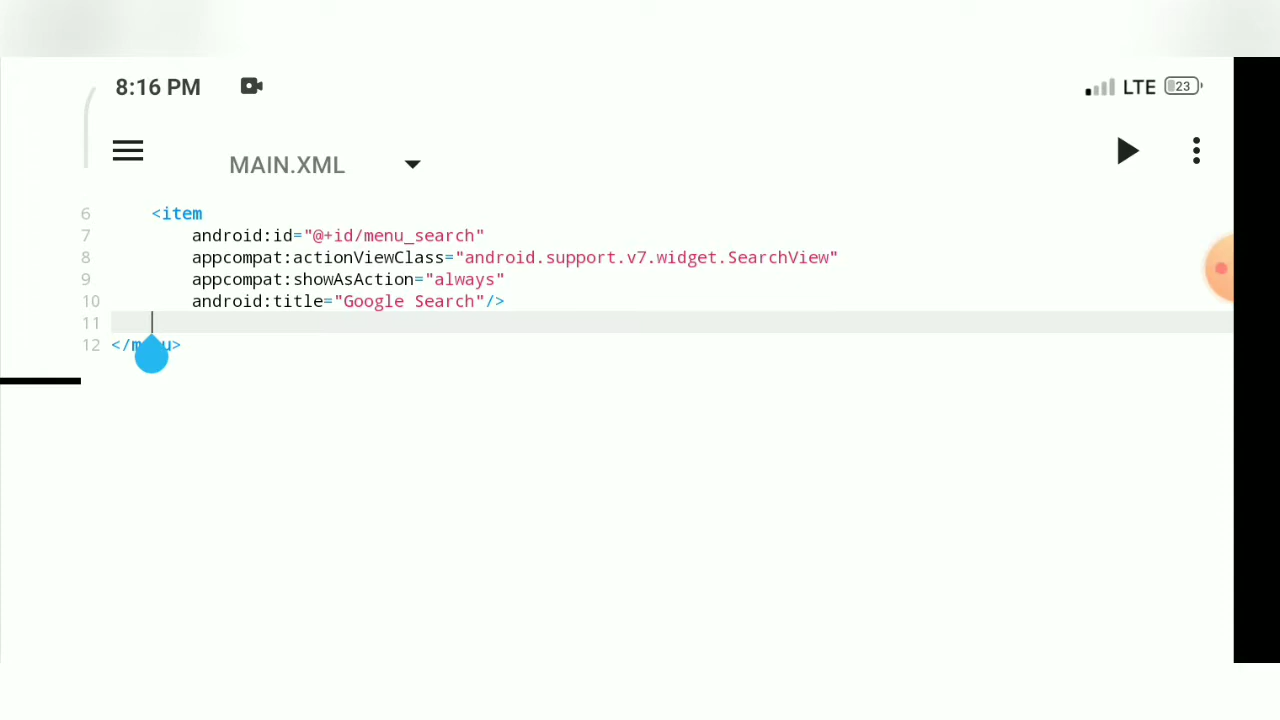 8:16 PM LTE 23
MAIN.XML
6 <item
7 android:id="@+id/menu_search"
8 appcompat:actionViewClass="android.support.v7.widget.SearchView"
9 appcompat:showAsAction="always"
10 android:title="Google Search"/>
11
12 </menu>